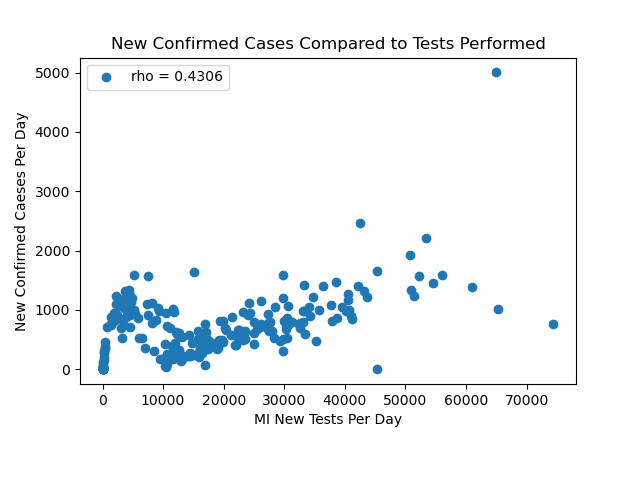 New Confirmed Cases Compared to Tests Performed
rho = 0.4306
New Confirmed Caeses Per Day
5000
4000
3000
2000
1000
0
0 10000 20000 30000 40000 50000 60000 70000
MI New Tests Per Day